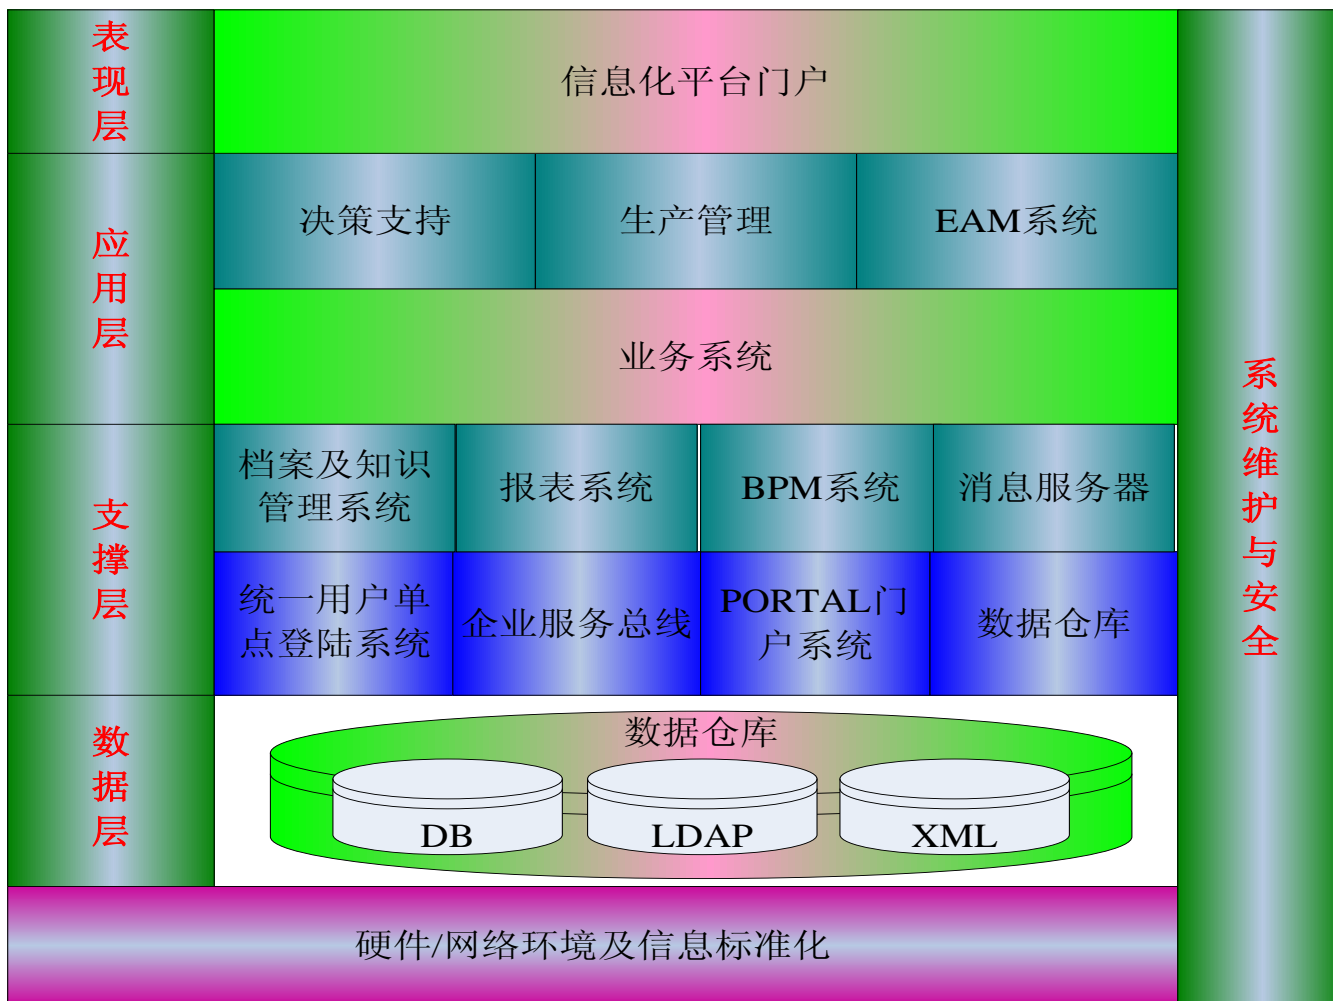 表现层
信息化平台门户
应用层
决策支持
生产管理
EAM系统
业务系统
支撑层
档案及知识
管理系统
报表系统
BPM系统
消息服务器
统一用户单
点登陆系统
企业服务总线
PORTAL门
户系统
数据仓库
数据层
数据仓库
DB
LDAP
XML
硬件/网络环境及信息标准化
系统维护与安全